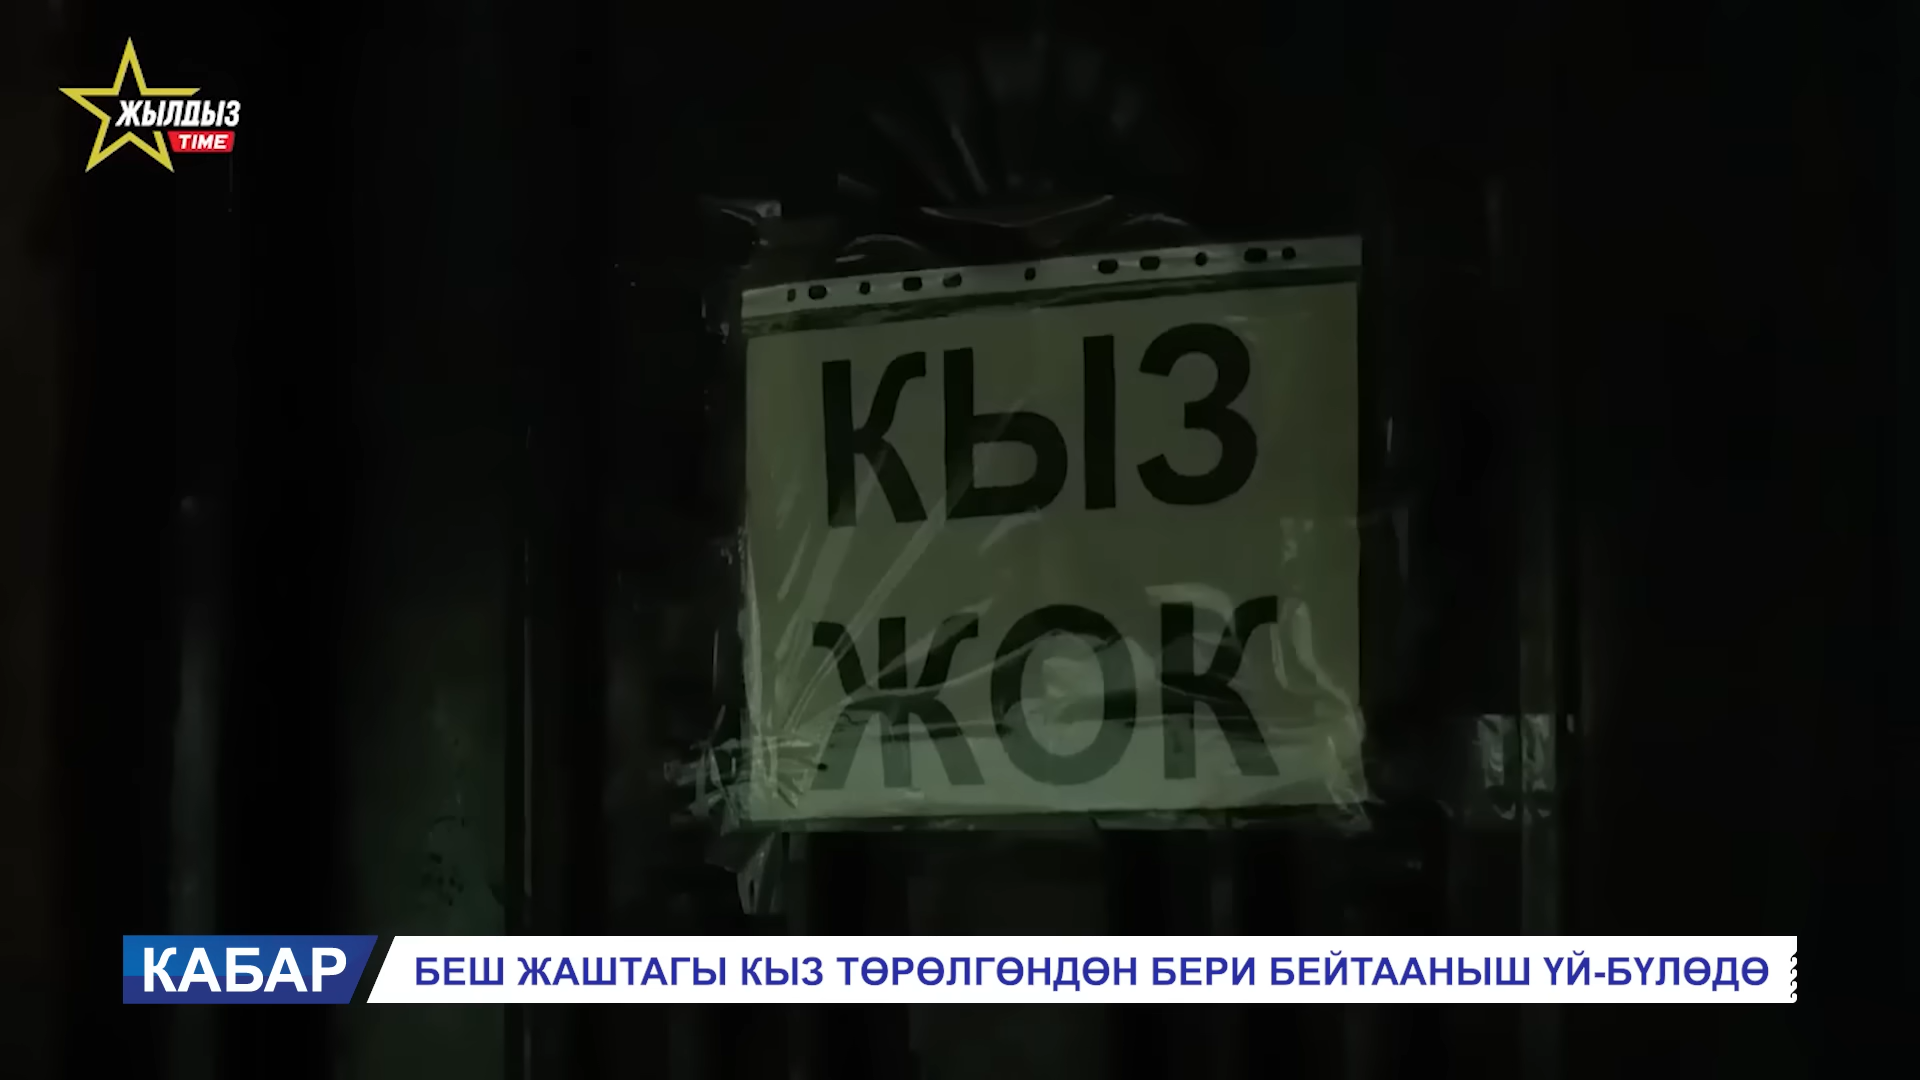 ЖЫЛДЫЗ
TIME
КЫЗ
ЖОК
КАБАР
БЕШ ЖАШТАГЫ КЫЗ ТӨРӨЛГӨНДӨН БЕРИ БЕЙТААНЫШ ҮЙ-БҮЛӨДӨ